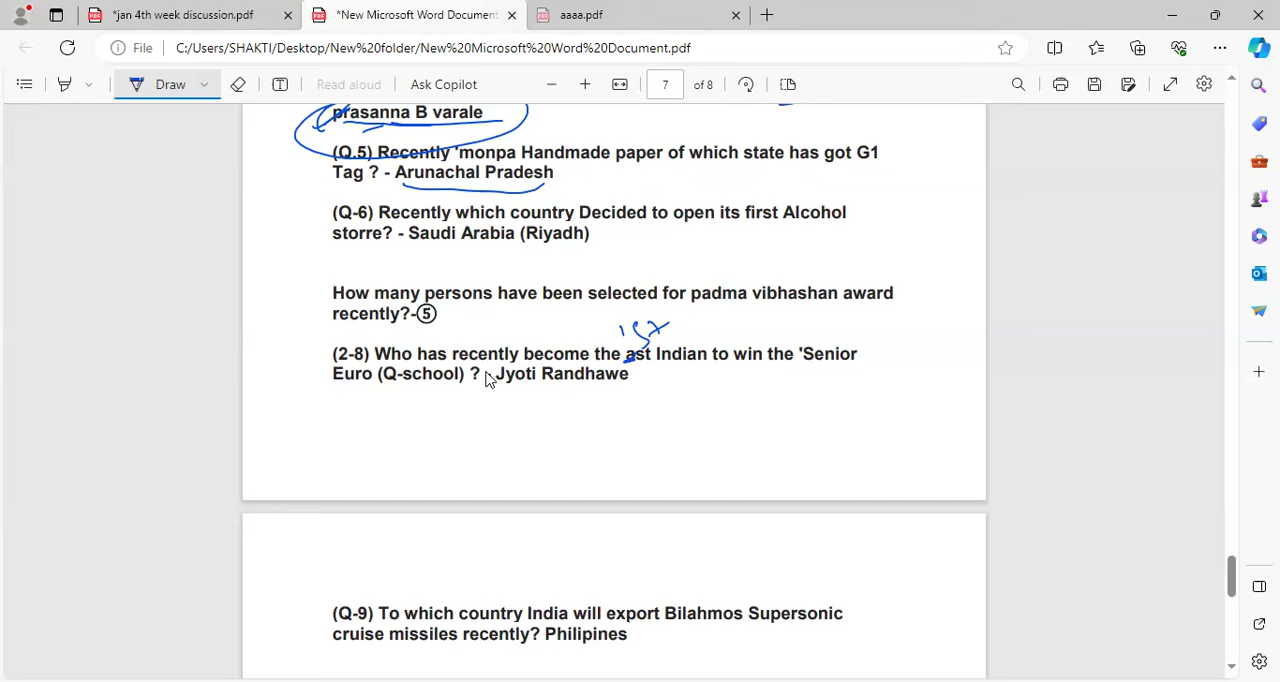 *jan 4th week discussion.pdf
*New Microsoft Word Document
aaaa.pdf
File
C:/Users/SHAKTI/Desktop/New%20folder/New%20Microsoft%20Word%20Document.pdf
Draw
Read aloud
Ask Copilot
7 of 8
prasanna B varale
(Q.5) Recently 'monpa Handmade paper of which state has got G1
Tag ? - Arunachal Pradesh
(Q-6) Recently which country Decided to open its first Alcohol
storre? - Saudi Arabia (Riyadh)
How many persons have been selected for padma vibhashan award
recently?-⑤
1st
(2-8) Who has recently become the ast Indian to win the 'Senior
Euro (Q-school) ? - Jyoti Randhawe
(Q-9) To which country India will export Bilahmos Supersonic
cruise missiles recently? Philipines